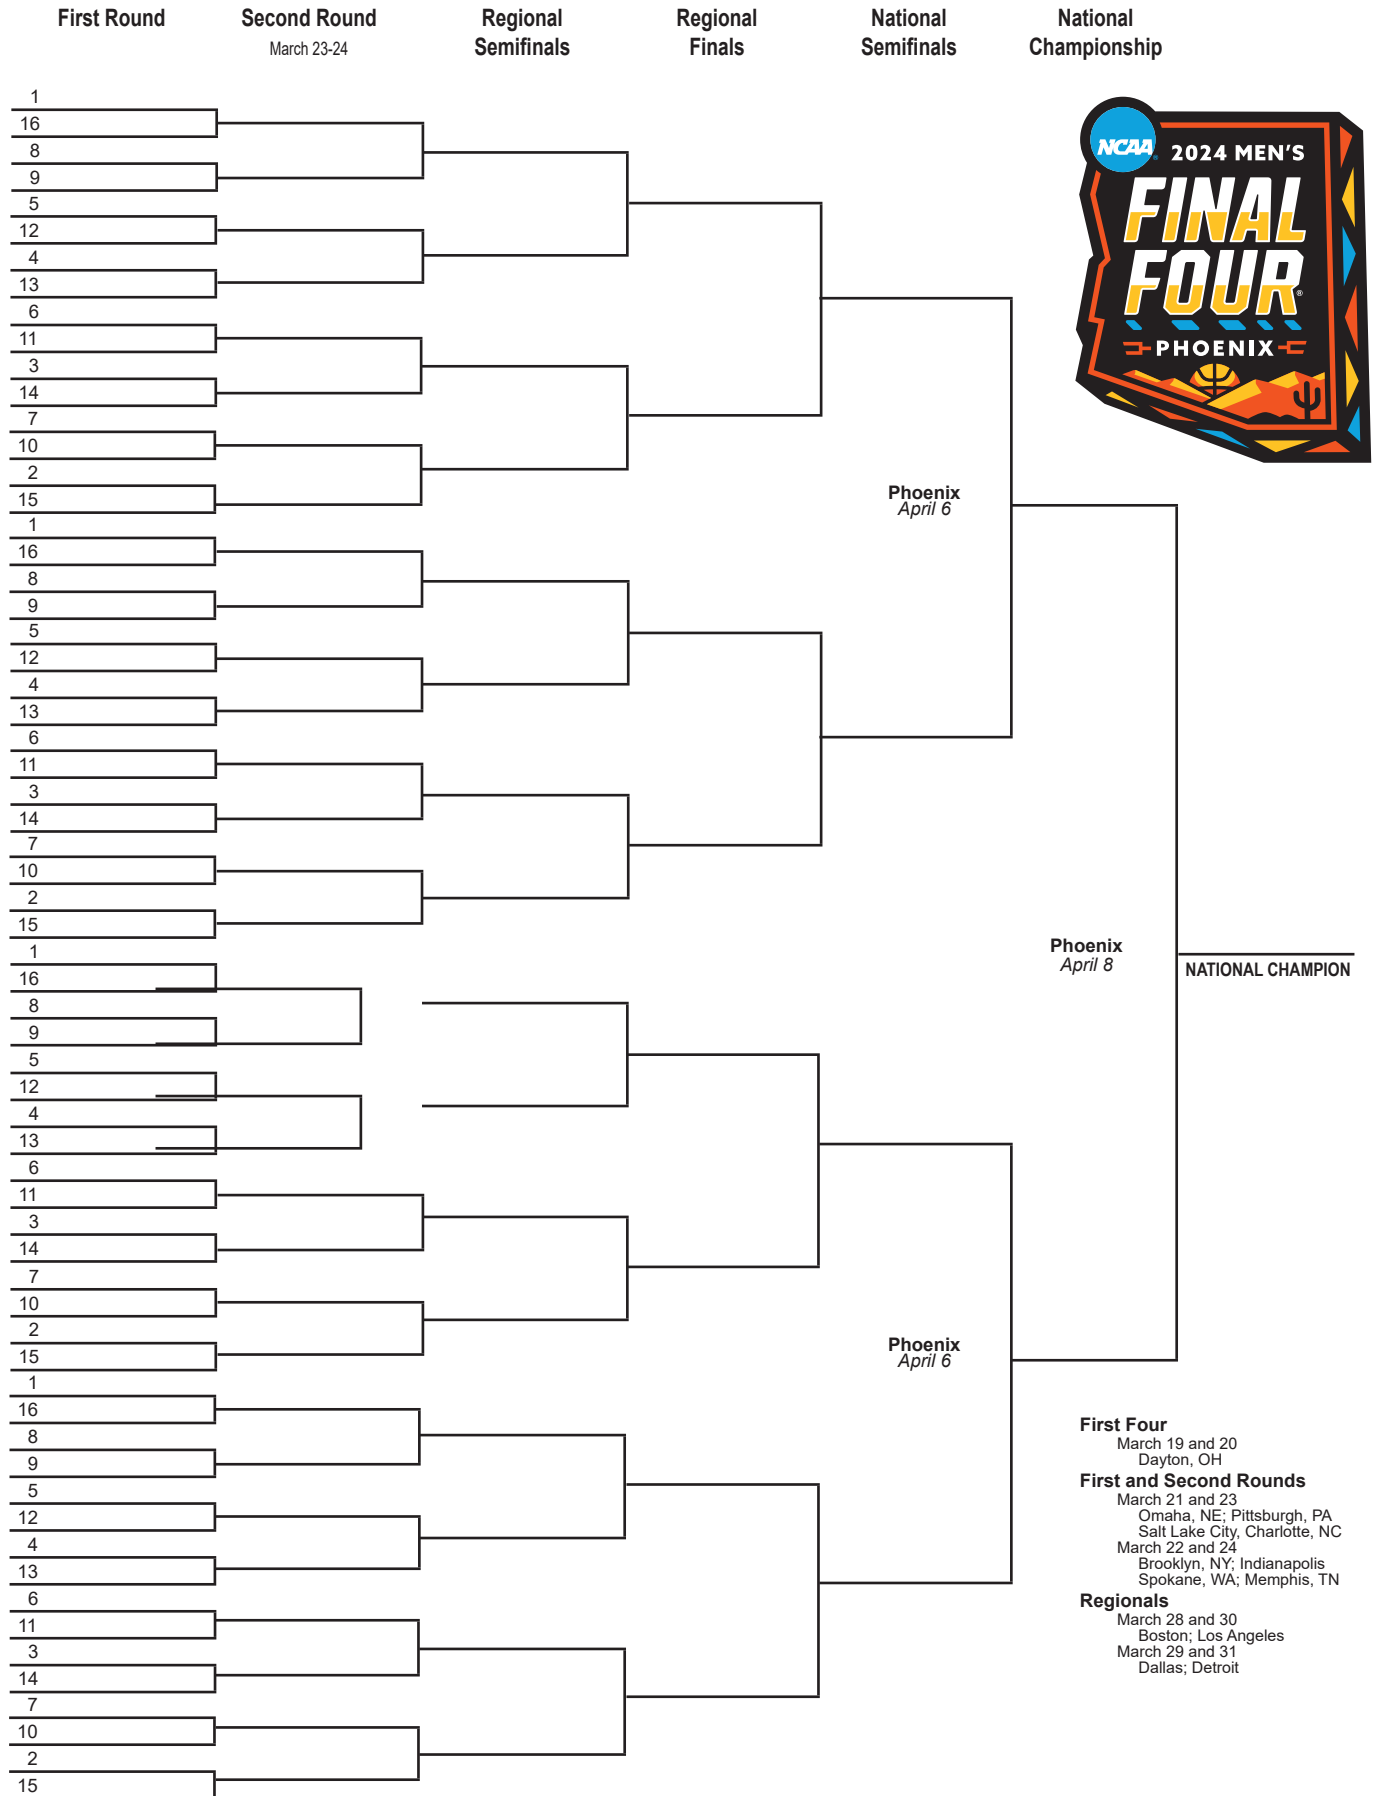 First Round
Second Round
March 23-24
Regional
Semifinals
Regional
Finals
National
Semifinals
National
Championship
1
16
8
9
5
12
4
13
6
11
3
14
7
10
2
15
1
16
8
9
5
12
4
13
6
11
3
14
7
10
2
15
1
16
8
9
5
12
4
13
6
11
3
14
7
10
2
15
1
16
8
9
5
12
4
13
6
11
3
14
7
10
2
15
NCAA
2024 MEN'S
FINAL
FOUR®
PHOENIX
Phoenix
April 6
Phoenix
April 8
NATIONAL CHAMPION
Phoenix
April 6
First Four
March 19 and 20
Dayton, OH
First and Second Rounds
March 21 and 23
Omaha, NE; Pittsburgh, PA
Salt Lake City, Charlotte, NC
March 22 and 24
Brooklyn, NY; Indianapolis
Spokane, WA; Memphis, TN
Regionals
March 28 and 30
Boston; Los Angeles
March 29 and 31
Dallas; Detroit